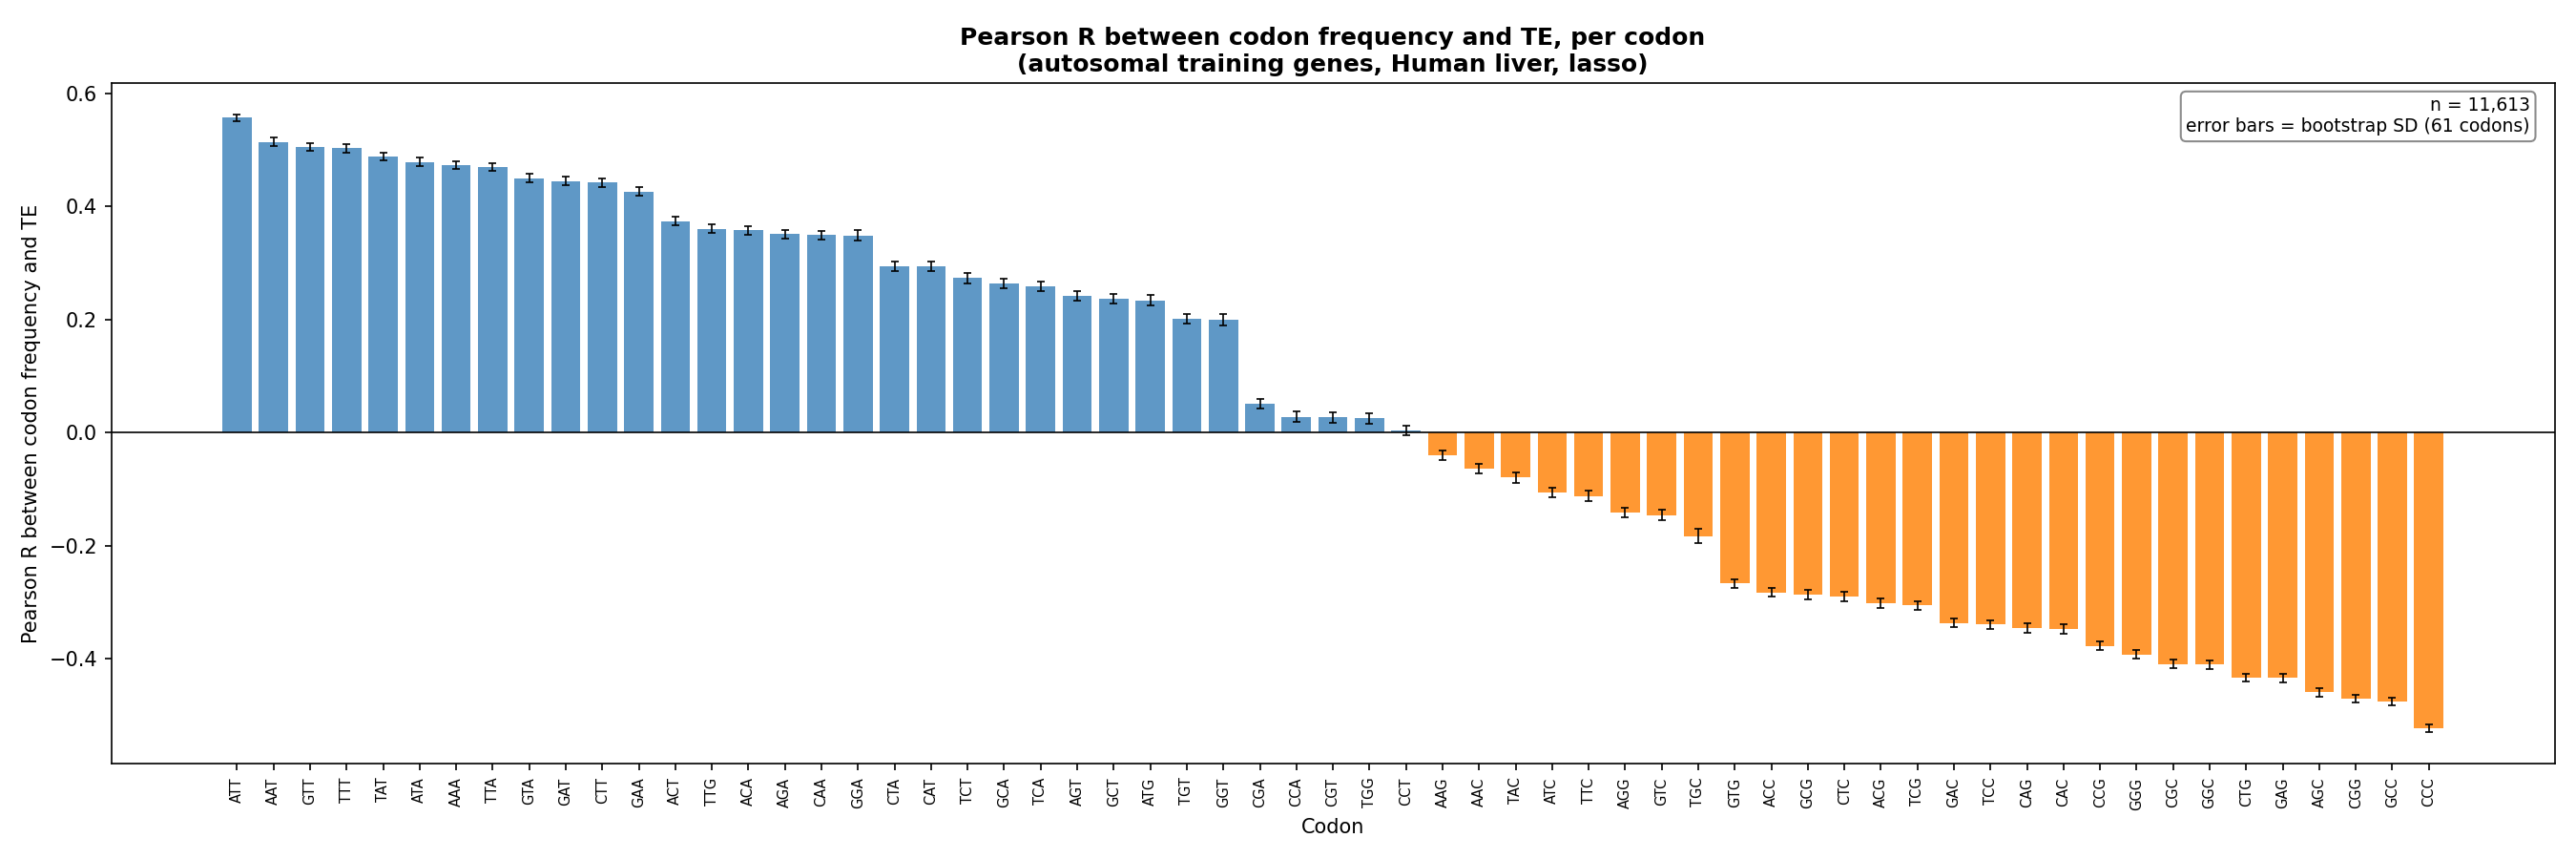 Pearson R between codon frequency and TE, per codon
(autosomal training genes, Human liver, lasso)
n = 11,613
error bars = bootstrap SD (61 codons)
Pearson R between codon frequency and TE
0.6
0.4
0.2
0.0
−0.2
−0.4
ATT AAT GTT TTT TAT ATA AAA TTA GTA GAT CTT GAA ACT TTG ACA AGA CAA GGA CTA CAT TCT GCA TCA AGT GCT ATG TGT GGT CGA CCA CGT TGG CCT AAG AAC TAC ATC TTC AGG GTC TGC GTG ACC GCG CTC ACG TCG GAC TCC CAG CAC CCG GGG CGC GGC CTG GAG AGC CGG GCC CCC
Codon